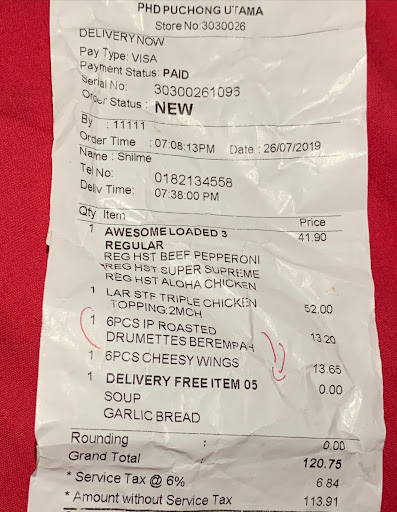 PHD PUCHONG UTAMA
Store No:3030026
DELIVERY NOW
Pay Type: VISA
Payment Status: PAID
Serial No: 30300261096
Order Status : NEW
By : 11111
Order Time : 07:08:13PM Date : 26/07/2019
Name : Shilme
Tel No: 0182134558
Deliv Time: 07:38:00 PM
Qty Item Price
1 AWESOME LOADED 3 41.90
REGULAR
REG HST BEEF PEPPERONI
REG HST SUPER SUPREME
REG HST ALOHA CHICKEN
1 LAR STF TRIPLE CHICKEN 52.00
TOPPING:2MCH
1 6PCS IP ROASTED 13.20
DRUMETTES BEREMPAH
1 6PCS CHEESY WINGS 13.65
1 DELIVERY FREE ITEM 05 0.00
SOUP
GARLIC BREAD
Rounding : 0.00
Grand Total : 120.75
* Service Tax @ 6% 6.84
* Amount without Service Tax 113.91